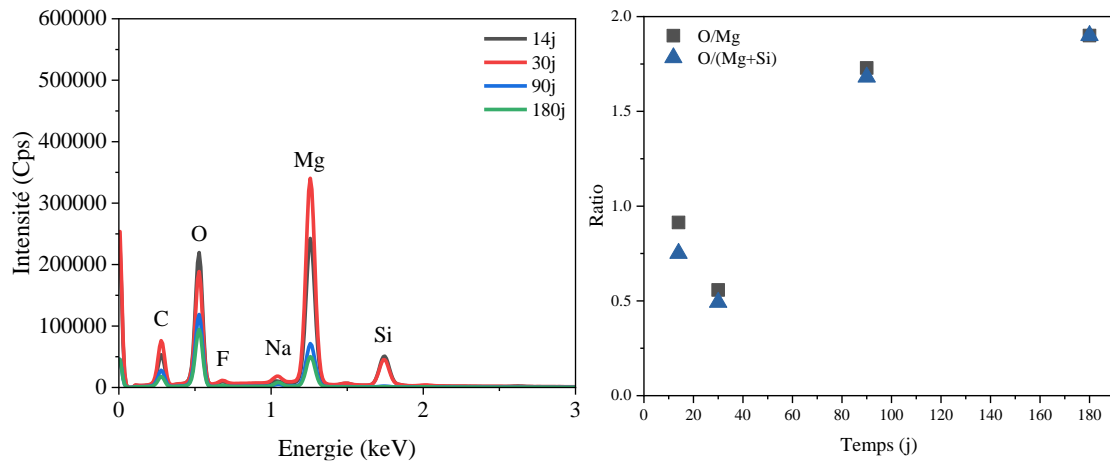 600000
500000
400000
300000
200000
100000
0
Intensité (Cps)
14j
30j
90j
180j
C
O
F
Na
Mg
Si
0
1
2
3
Energie (keV)
2.0
1.5
1.0
0.5
0.0
Ratio
O/Mg
O/(Mg+Si)
0
20
40
60
80
100
120
140
160
180
Temps (j)